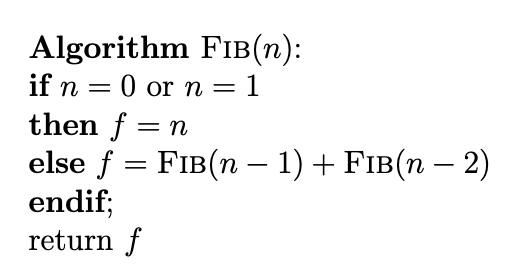 Algorithm FIB(n):
if n = 0 or n = 1
then f = n
else f = FIB(n − 1) + FIB(n − 2)
endif;
return f